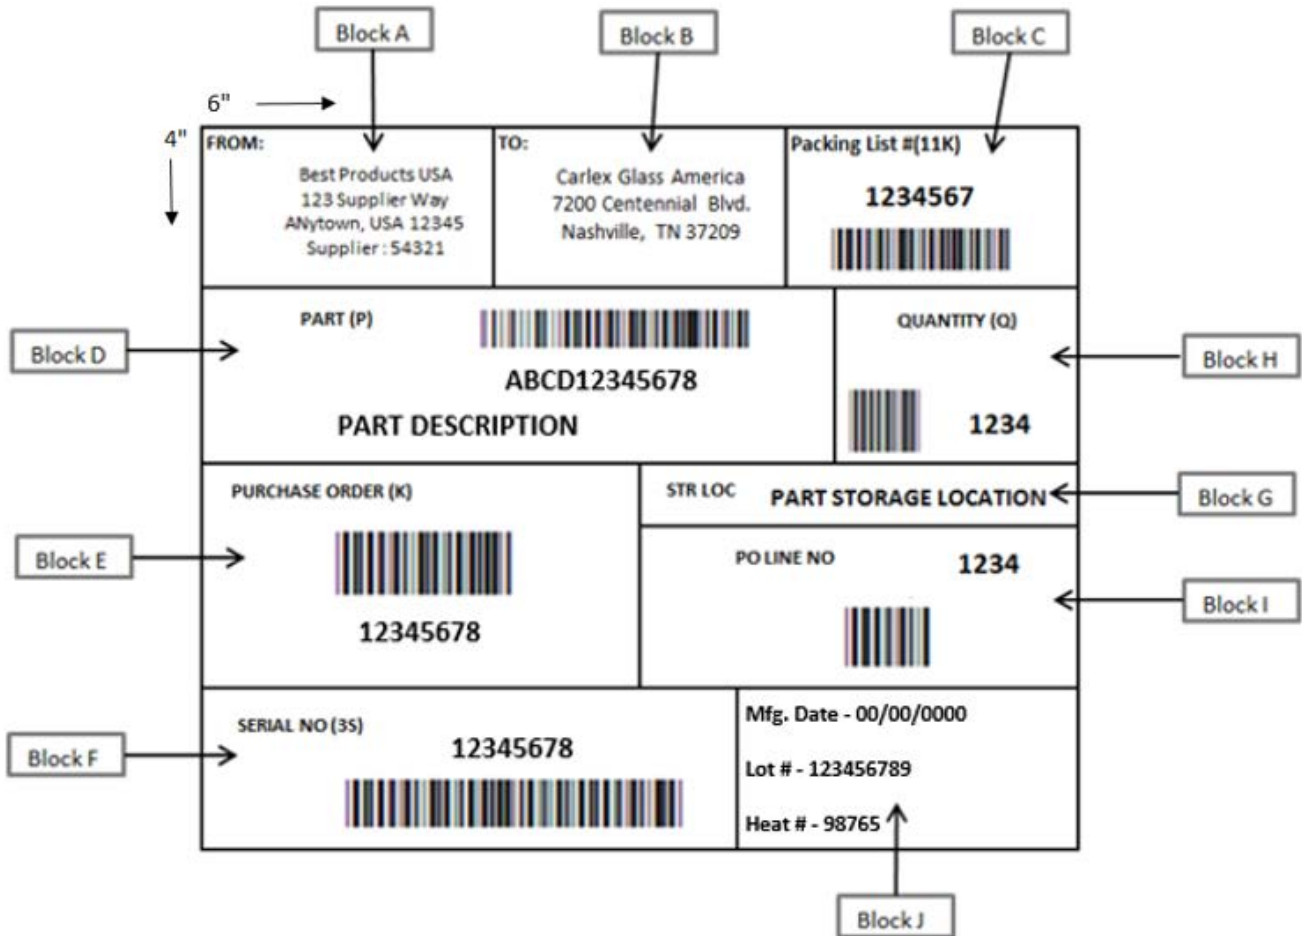 Block A
Block B
Block C
6"
4"
FROM:
Best Products USA
123 Supplier Way
ANytown, USA 12345
Supplier : 54321
TO:
Carlex Glass America
7200 Centennial Blvd.
Nashville, TN 37209
Packing List #(11K)
1234567
Block D
PART (P)
ABCD12345678
PART DESCRIPTION
QUANTITY (Q)
1234
Block H
Block E
PURCHASE ORDER (K)
12345678
STR LOC PART STORAGE LOCATION
Block G
PO LINE NO 1234
Block I
Block F
SERIAL NO (3S)
12345678
Mfg. Date - 00/00/0000
Lot # - 123456789
Heat # - 98765
Block J